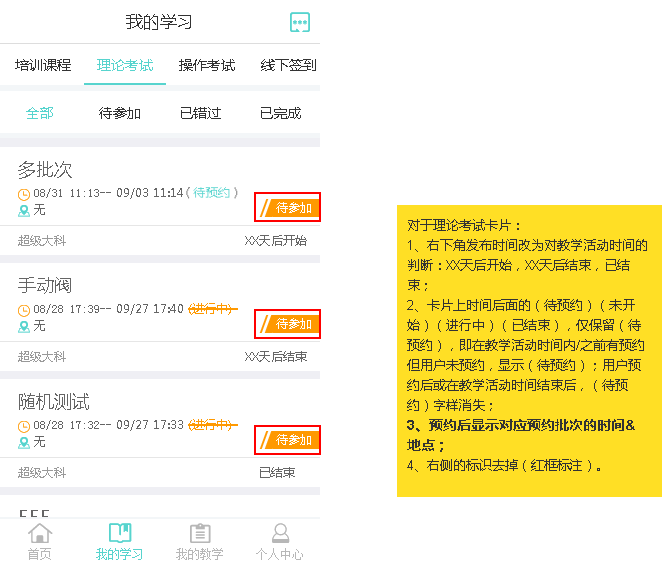 我的学习
培训课程 理论考试 操作考试 线下签到
全部 待参加 已错过 已完成
多批次
08/31 11:13-- 09/03 11:14 ( 待预约 )
待参加
无
超级大科 XX天后开始
手动阀
08/28 17:39-- 09/27 17:40 (进行中)
待参加
无
超级大科 XX天后结束
随机测试
08/28 17:32-- 09/27 17:33 (进行中)
待参加
无
超级大科 已结束
首页 我的学习 我的教学 个人中心
对于理论考试卡片：
1、右下角发布时间改为对教学活动时间的
判断：XX天后开始，XX天后结束，已结
束；
2、卡片上时间后面的（待预约）（未开
始）（进行中）（已结束），仅保留（待
预约），即在教学活动时间内/之前有预约
但用户未预约，显示（待预约）；用户预
约后或在教学活动时间结束后，（待预
约）字样消失；
3、预约后显示对应预约批次的时间&
地点；
4、右侧的标识去掉（红框标注）。